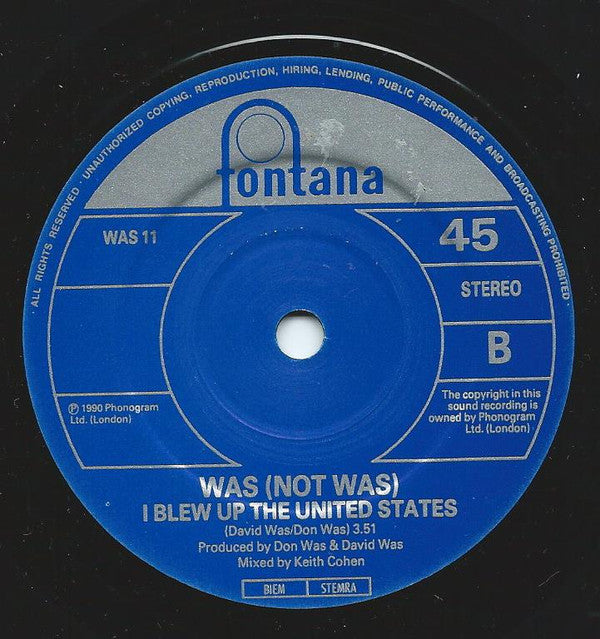 · ALL RIGHTS RESERVED · UNAUTHORIZED COPYING, REPRODUCTION, HIRING, LENDING, PUBLIC PERFORMANCE AND BROADCASTING PROHIBITED ·
fontana
WAS 11
45
STEREO
B
℗ 1990 Phonogram
Ltd. (London)
The copyright in this
sound recording is
owned by Phonogram
Ltd. (London)
WAS (NOT WAS)
I BLEW UP THE UNITED STATES
(David Was/Don Was) 3.51
Produced by Don Was & David Was
Mixed by Keith Cohen
BIEM STEMRA